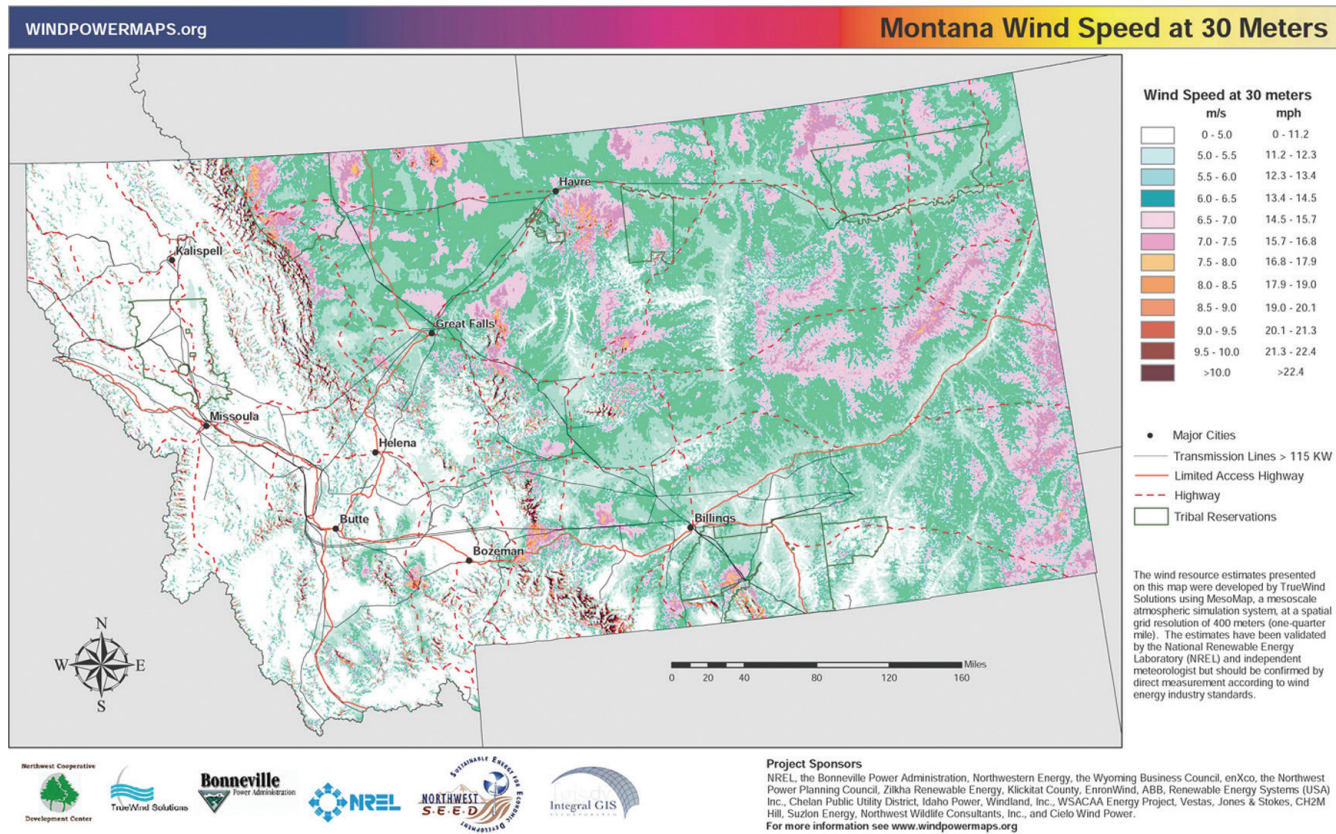 WINDPOWERMAPS.org
Montana Wind Speed at 30 Meters
Wind Speed at 30 meters
m/s mph
0 - 5.0 0 - 11.2
5.0 - 5.5 11.2 - 12.3
5.5 - 6.0 12.3 - 13.4
6.0 - 6.5 13.4 - 14.5
6.5 - 7.0 14.5 - 15.7
7.0 - 7.5 15.7 - 16.8
7.5 - 8.0 16.8 - 17.9
8.0 - 8.5 17.9 - 19.0
8.5 - 9.0 19.0 - 20.1
9.0 - 9.5 20.1 - 21.3
9.5 - 10.0 21.3 - 22.4
>10.0 >22.4
Major Cities
Transmission Lines > 115 KW
Limited Access Highway
Highway
Tribal Reservations
The wind resource estimates presented
on this map were developed by TrueWind
Solutions using MesoMap, a mesoscale
atmospheric simulation system, at a spatial
grid resolution of 400 meters (one-quarter
mile). The estimates have been validated
by the National Renewable Energy
Laboratory (NREL) and independent
meteorologist but should be confirmed by
direct measurement according to wind
energy industry standards.
Havre
Kalispell
Great Falls
Missoula
Helena
Butte
Billings
Bozeman
N
W E
S
Miles
0 20 40 80 120 160
Northwest Cooperative
Development Center
TrueWind Solutions
Bonneville
Power Administration
NREL
SUSTAINABLE ENERGY FOR ECONOMIC DEVELOPMENT
NORTHWEST
S·E·E·D
Integral GIS
INCORPORATED
Project Sponsors
NREL, the Bonneville Power Administration, Northwestern Energy, the Wyoming Business Council, enXco, the Northwest
Power Planning Council, Zilkha Renewable Energy, Klickitat County, EnronWind, ABB, Renewable Energy Systems (USA)
Inc., Chelan Public Utility District, Idaho Power, Windland, Inc., WSACAA Energy Project, Vestas, Jones & Stokes, CH2M
Hill, Suzlon Energy, Northwest Wildlife Consultants, Inc., and Cielo Wind Power.
For more information see www.windpowermaps.org